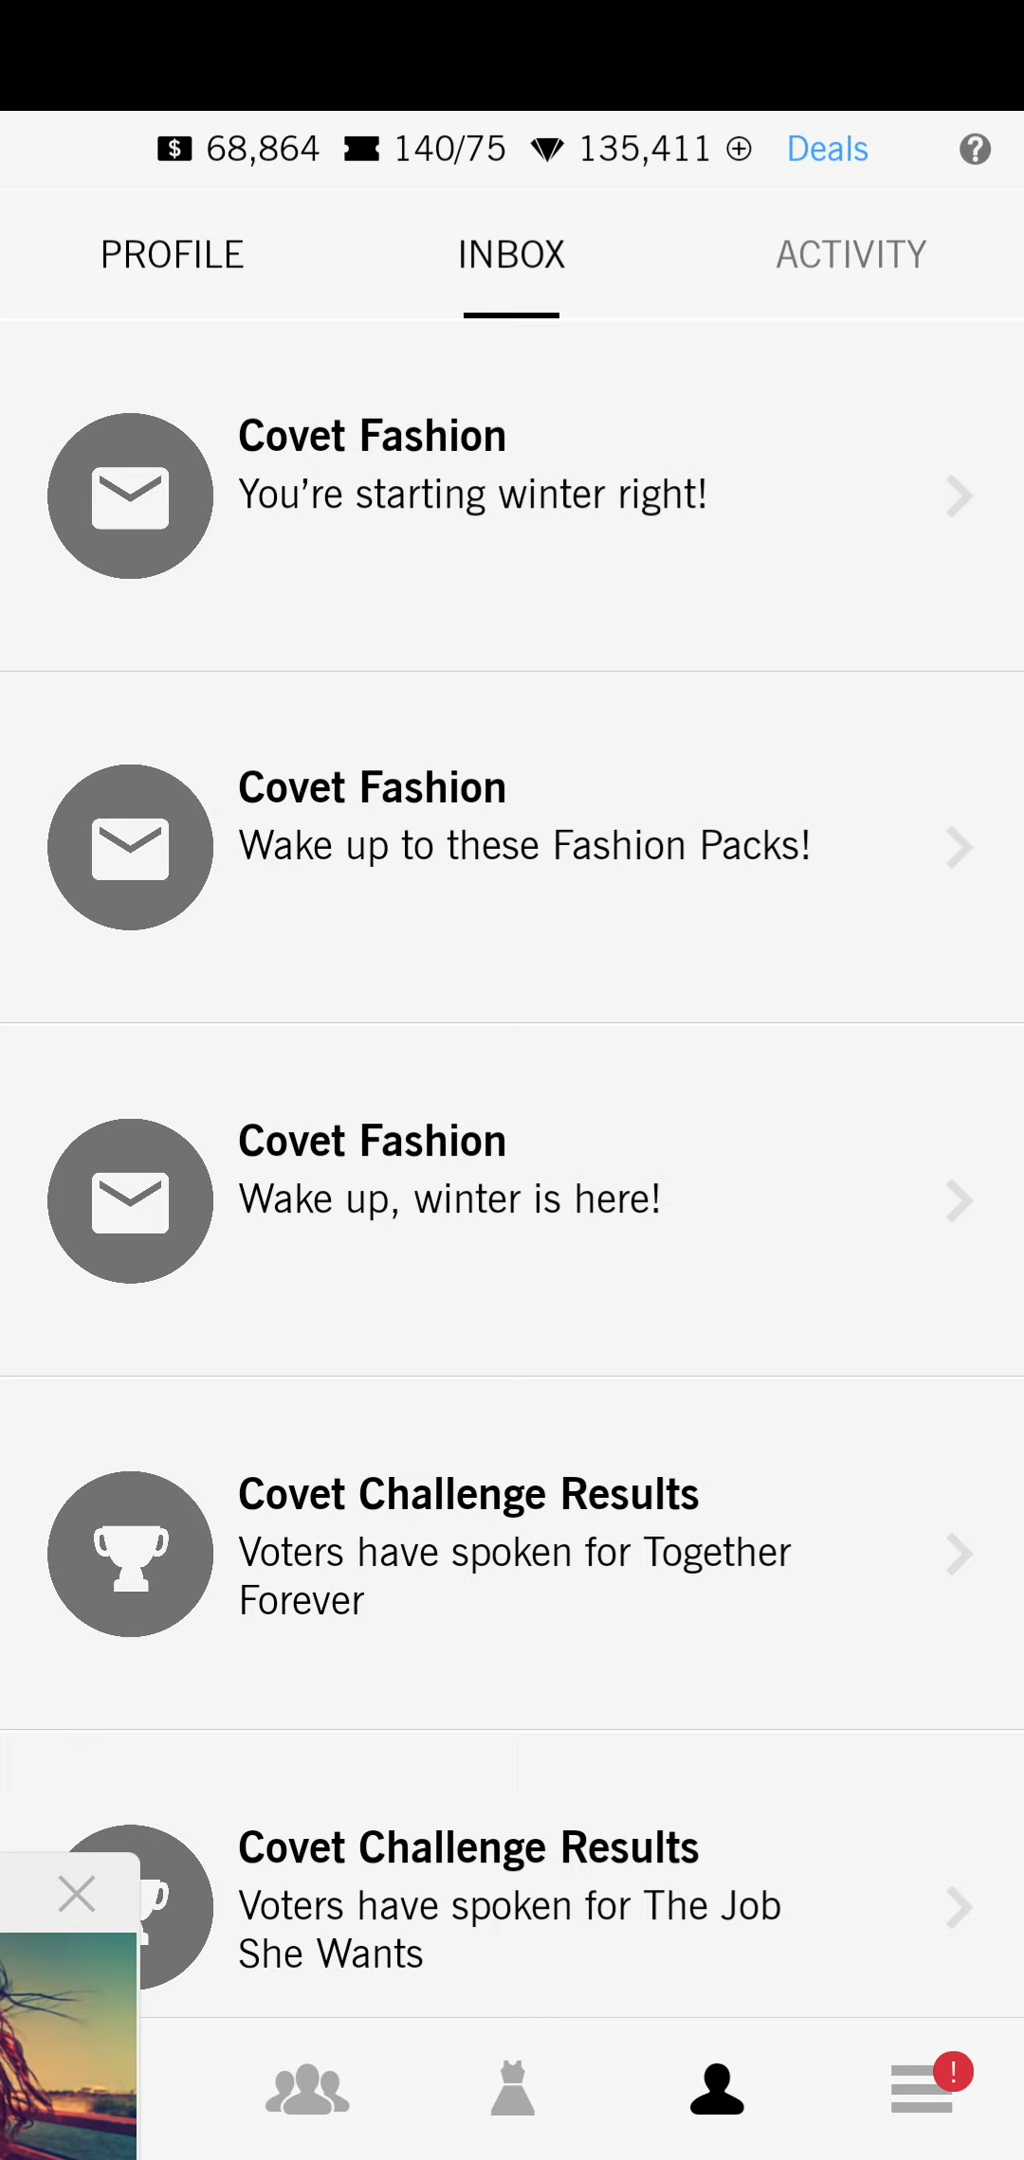 68,864 140/75 135,411 Deals
PROFILE INBOX ACTIVITY
Covet Fashion
You’re starting winter right!
Covet Fashion
Wake up to these Fashion Packs!
Covet Fashion
Wake up, winter is here!
Covet Challenge Results
Voters have spoken for Together
Forever
Covet Challenge Results
Voters have spoken for The Job
She Wants